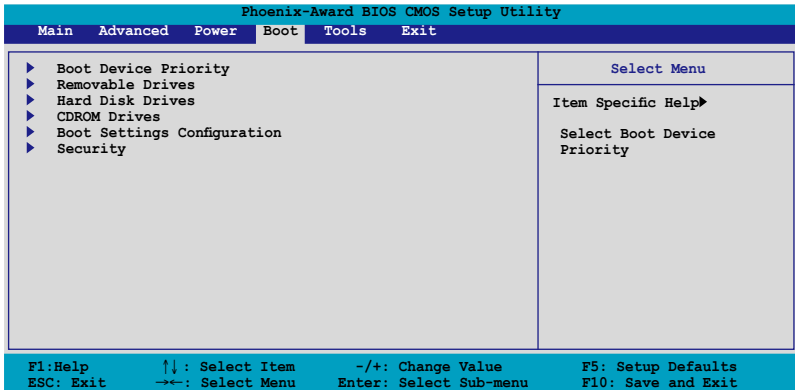 Phoenix-Award BIOS CMOS Setup Utility
Main Advanced Power Boot Tools Exit
Boot Device Priority
Removable Drives
Hard Disk Drives
CDROM Drives
Boot Settings Configuration
Security
Select Menu
Item Specific Help▶
Select Boot Device
Priority
F1:Help ↑↓: Select Item -/+: Change Value F5: Setup Defaults
ESC: Exit →←: Select Menu Enter: Select Sub-menu F10: Save and Exit